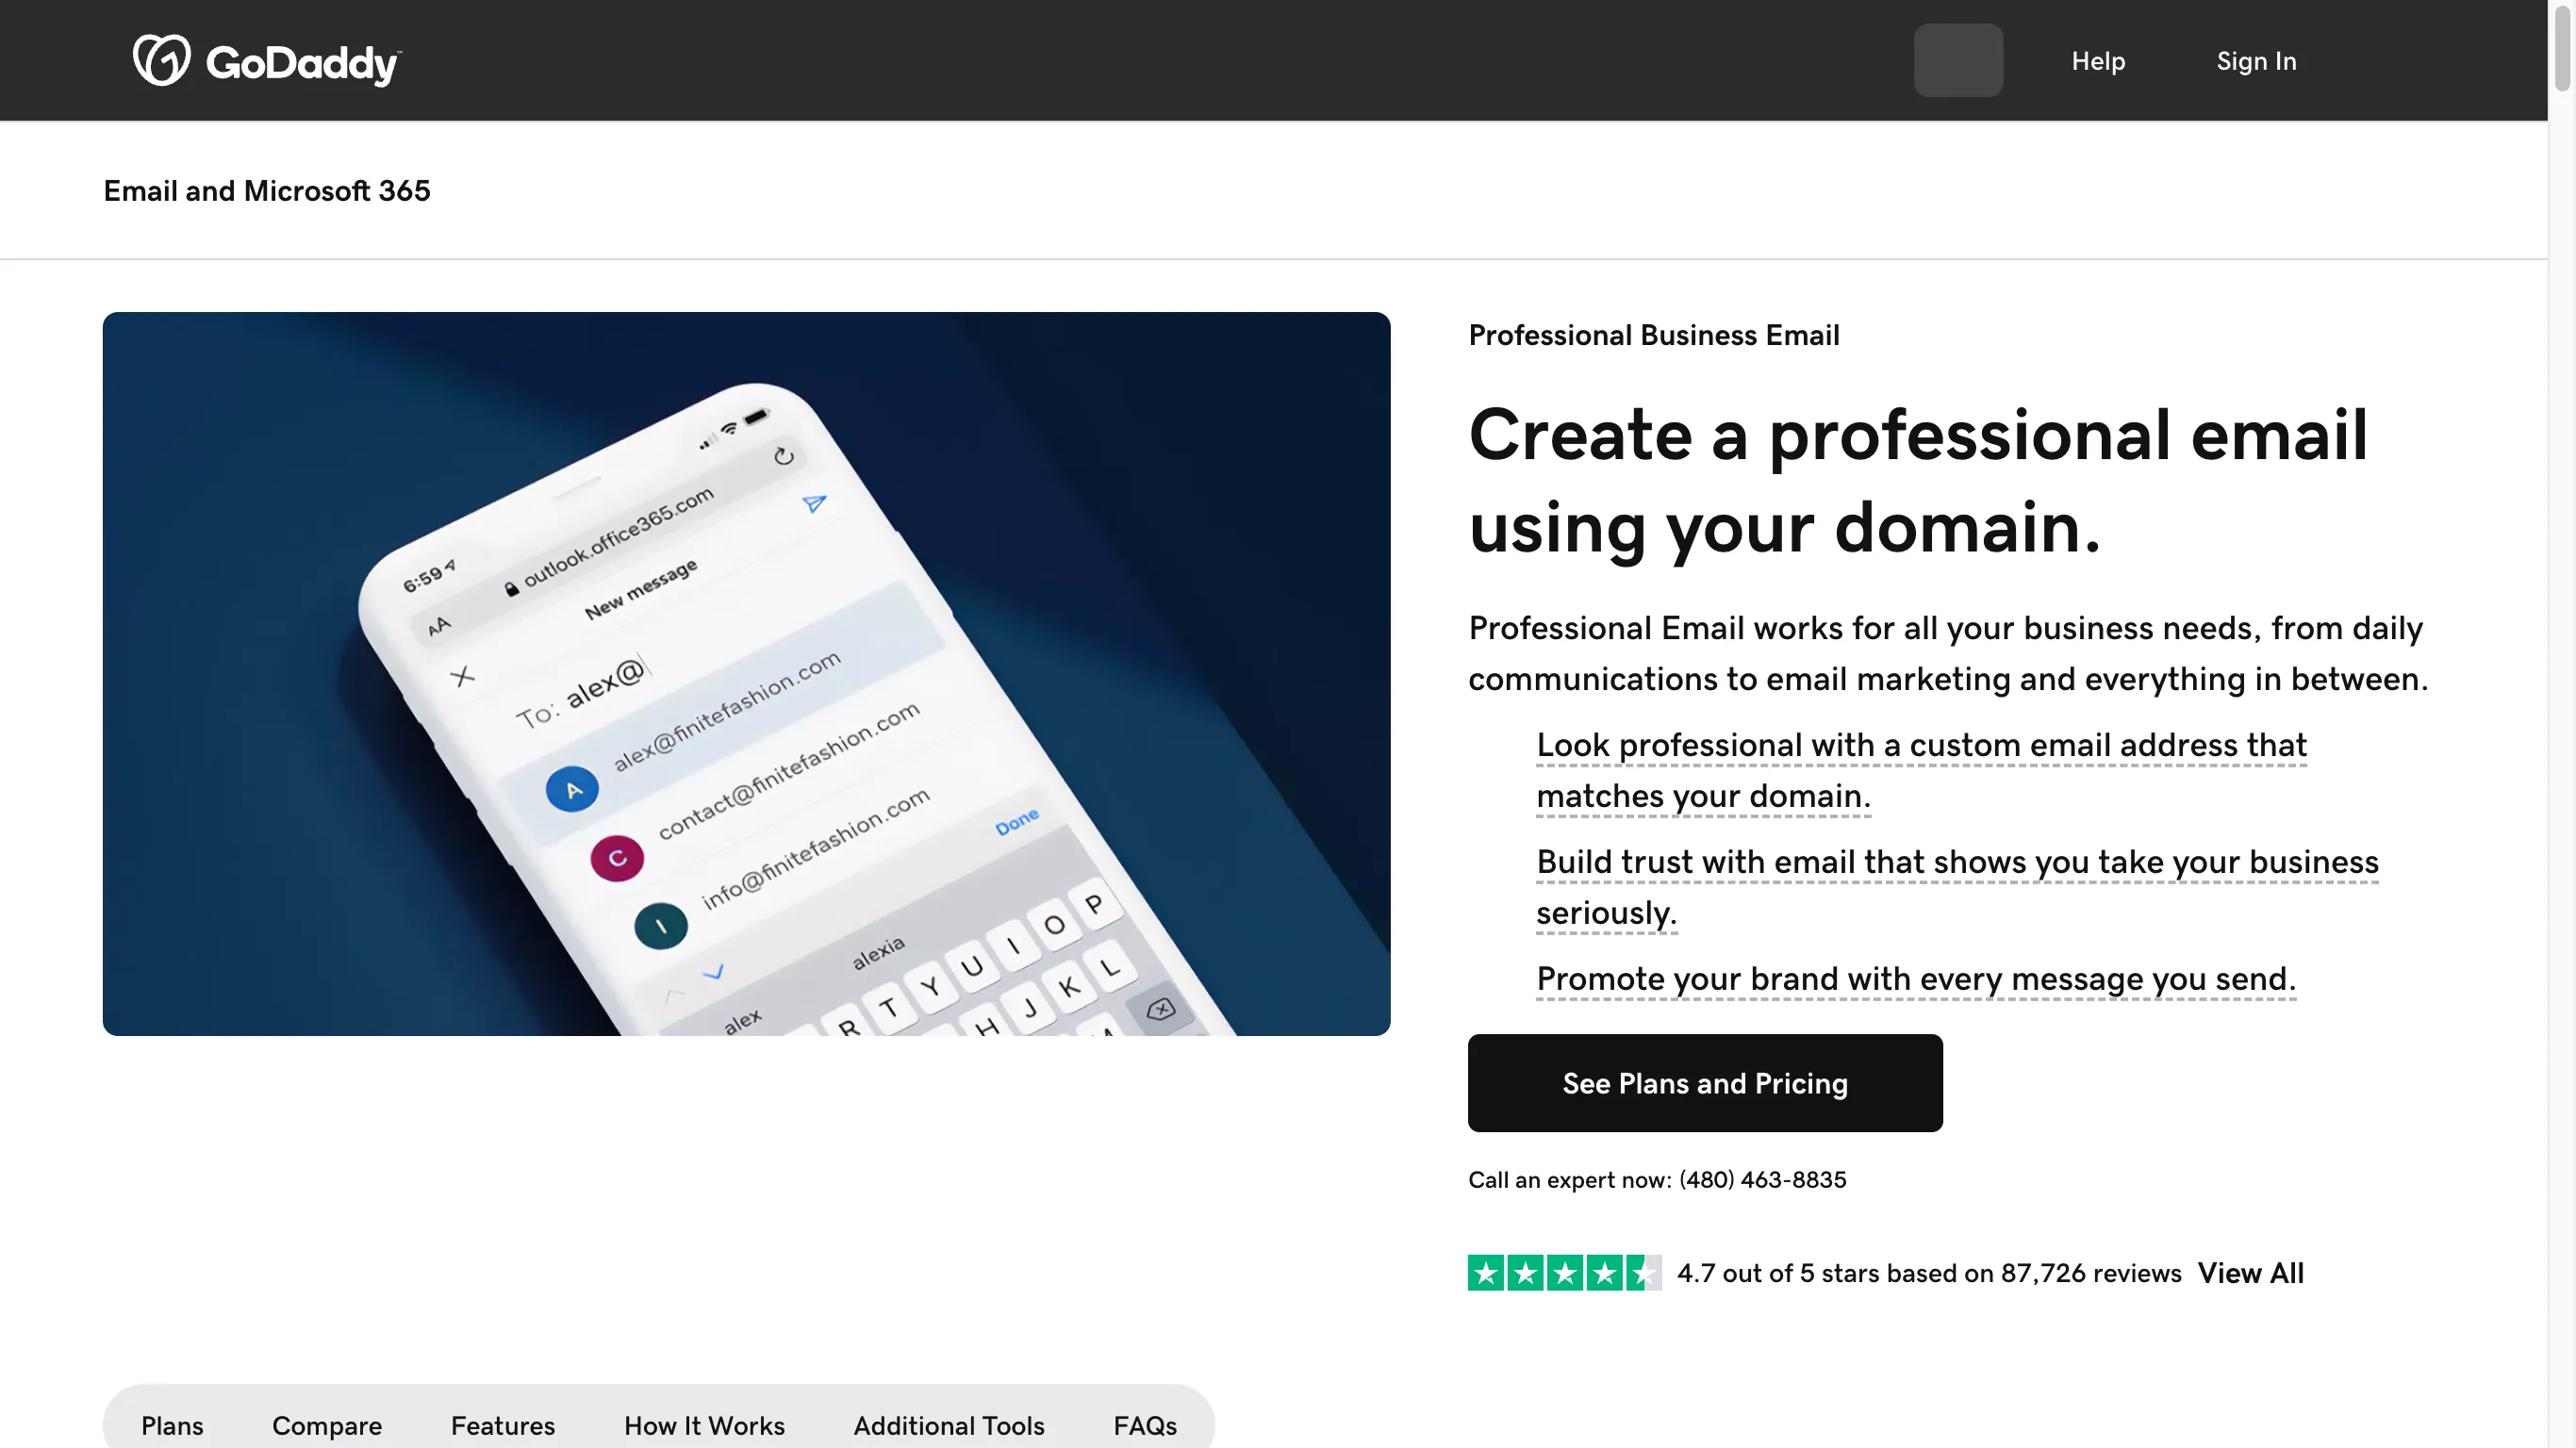 GoDaddy
Help
Sign In
Email and Microsoft 365
6:59
AA
outlook.office365.com
New message
To: alex@
A
alex@finitefashion.com
C
contact@finitefashion.com
I
info@finitefashion.com
Done
alex
alexia
R T Y U I O P
H J K L
M
Professional Business Email
Create a professional email
using your domain.
Professional Email works for all your business needs, from daily
communications to email marketing and everything in between.
Look professional with a custom email address that
matches your domain.
Build trust with email that shows you take your business
seriously.
Promote your brand with every message you send.
See Plans and Pricing
Call an expert now: (480) 463-8835
4.7 out of 5 stars based on 87,726 reviews View All
Plans
Compare
Features
How It Works
Additional Tools
FAQs